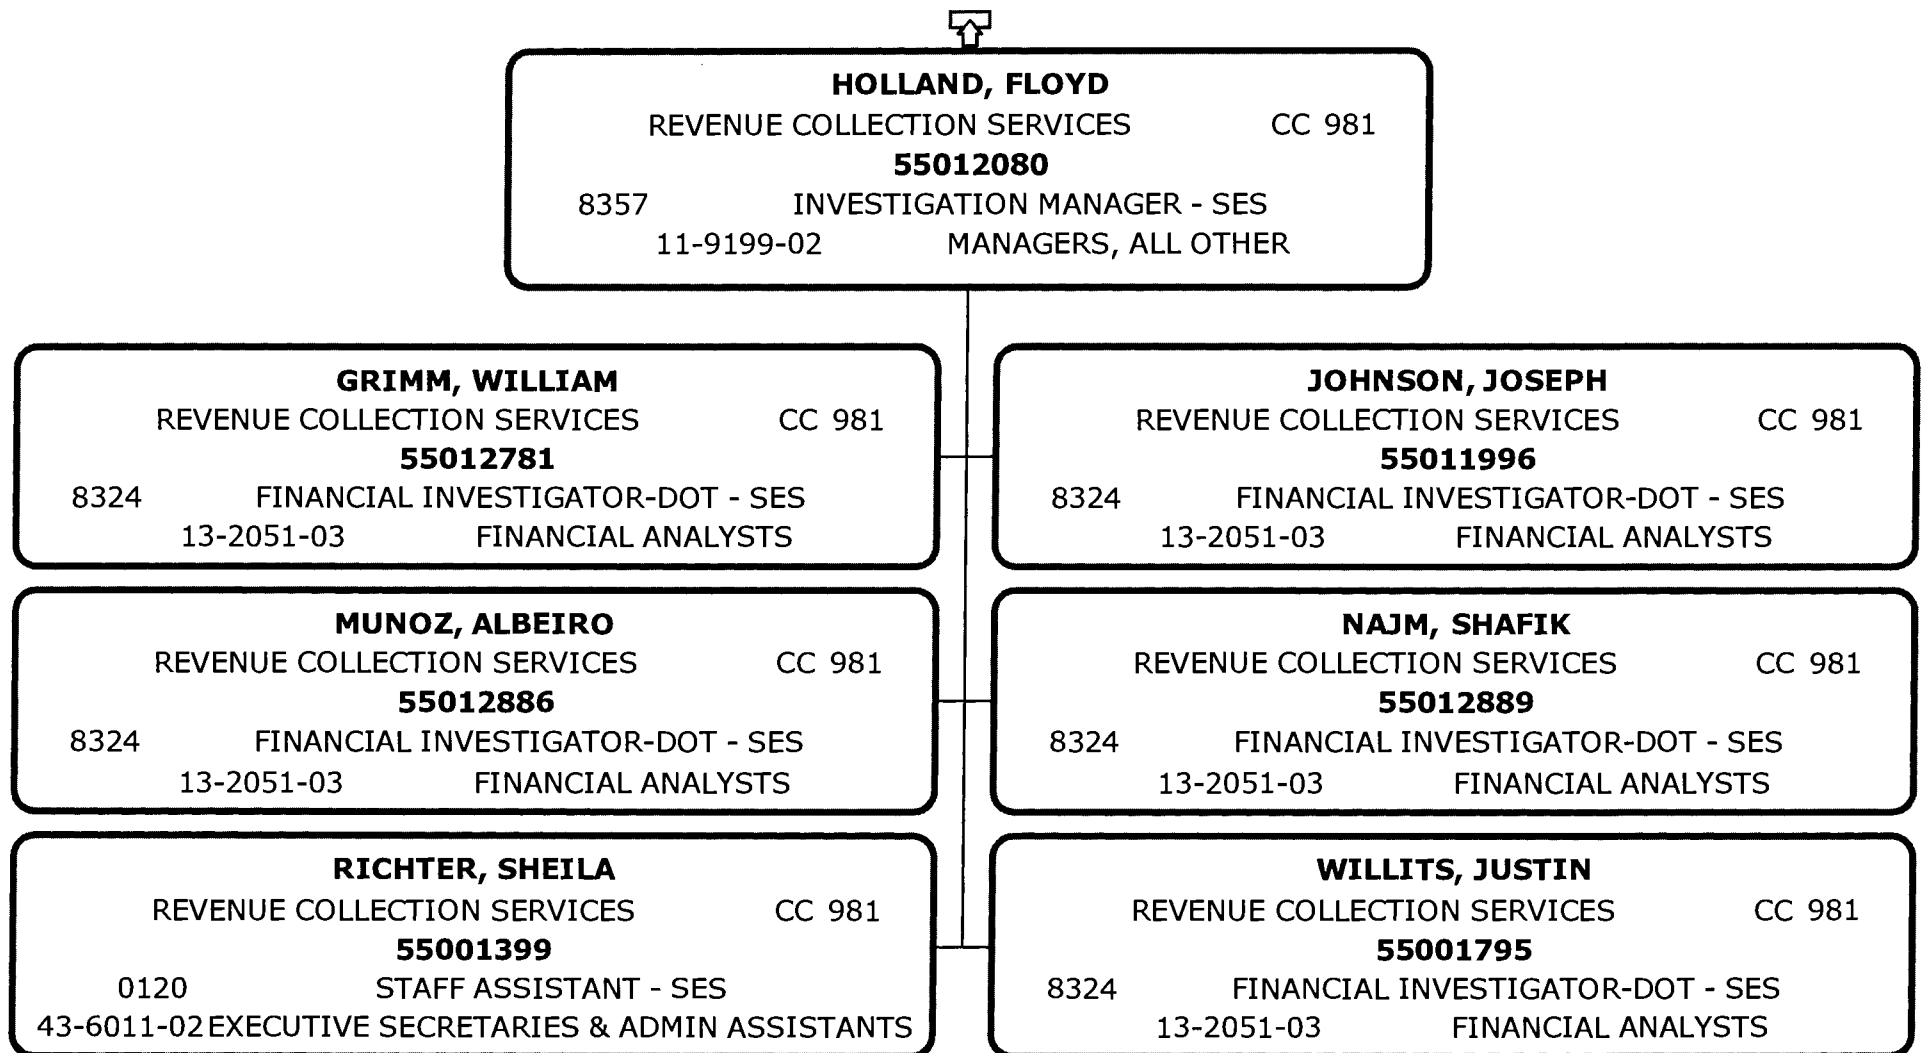 HOLLAND, FLOYD
REVENUE COLLECTION SERVICES CC 981
55012080
8357 INVESTIGATION MANAGER - SES
11-9199-02 MANAGERS, ALL OTHER
GRIMM, WILLIAM
REVENUE COLLECTION SERVICES CC 981
55012781
8324 FINANCIAL INVESTIGATOR-DOT - SES
13-2051-03 FINANCIAL ANALYSTS
JOHNSON, JOSEPH
REVENUE COLLECTION SERVICES CC 981
55011996
8324 FINANCIAL INVESTIGATOR-DOT - SES
13-2051-03 FINANCIAL ANALYSTS
MUNOZ, ALBEIRO
REVENUE COLLECTION SERVICES CC 981
55012886
8324 FINANCIAL INVESTIGATOR-DOT - SES
13-2051-03 FINANCIAL ANALYSTS
NAJM, SHAFIK
REVENUE COLLECTION SERVICES CC 981
55012889
8324 FINANCIAL INVESTIGATOR-DOT - SES
13-2051-03 FINANCIAL ANALYSTS
RICHTER, SHEILA
REVENUE COLLECTION SERVICES CC 981
55001399
0120 STAFF ASSISTANT - SES
43-6011-02 EXECUTIVE SECRETARIES & ADMIN ASSISTANTS
WILLITS, JUSTIN
REVENUE COLLECTION SERVICES CC 981
55001795
8324 FINANCIAL INVESTIGATOR-DOT - SES
13-2051-03 FINANCIAL ANALYSTS